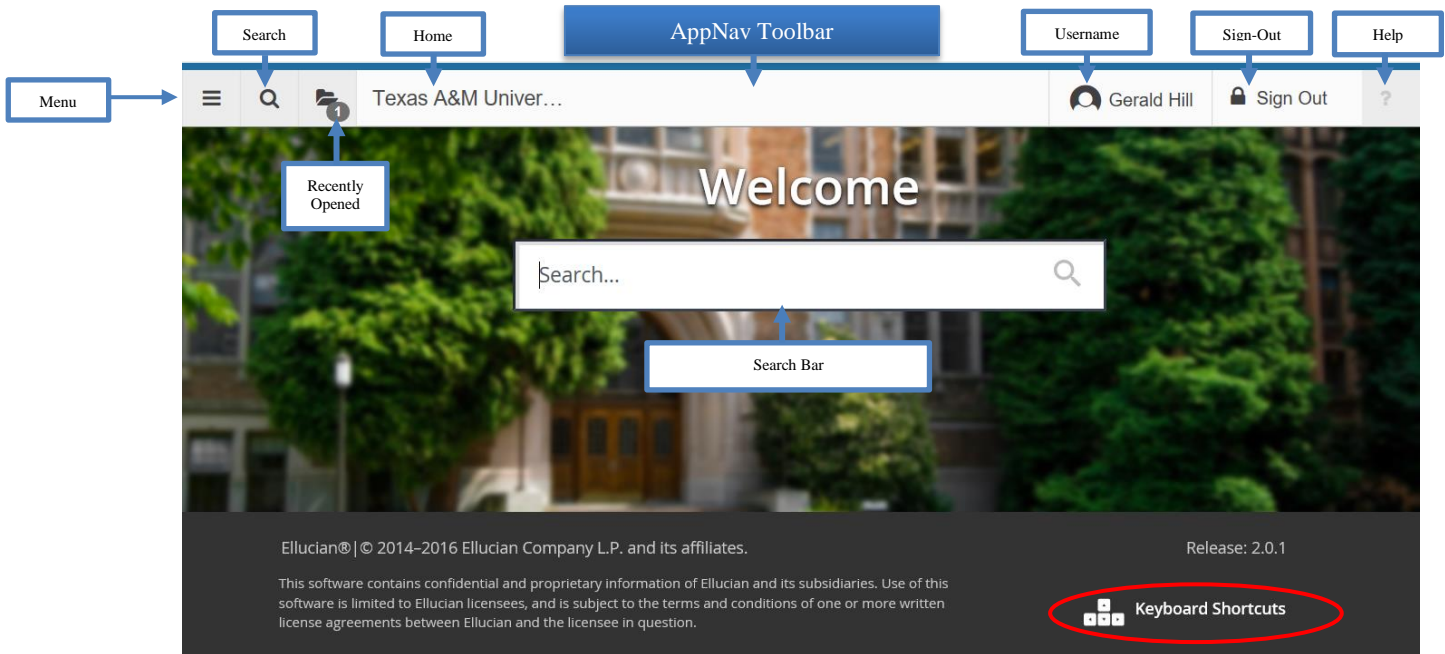 Search
Home
AppNav Toolbar
Username
Sign-Out
Help
Menu
1
Texas A&M Univer…
Gerald Hill
Sign Out
?
Recently
Opened
Welcome
Search...
Search Bar
Ellucian®|© 2014–2016 Ellucian Company L.P. and its affiliates.
Release: 2.0.1
This software contains confidential and proprietary information of Ellucian and its subsidiaries. Use of this
software is limited to Ellucian licensees, and is subject to the terms and conditions of one or more written
license agreements between Ellucian and the licensee in question.
Keyboard Shortcuts